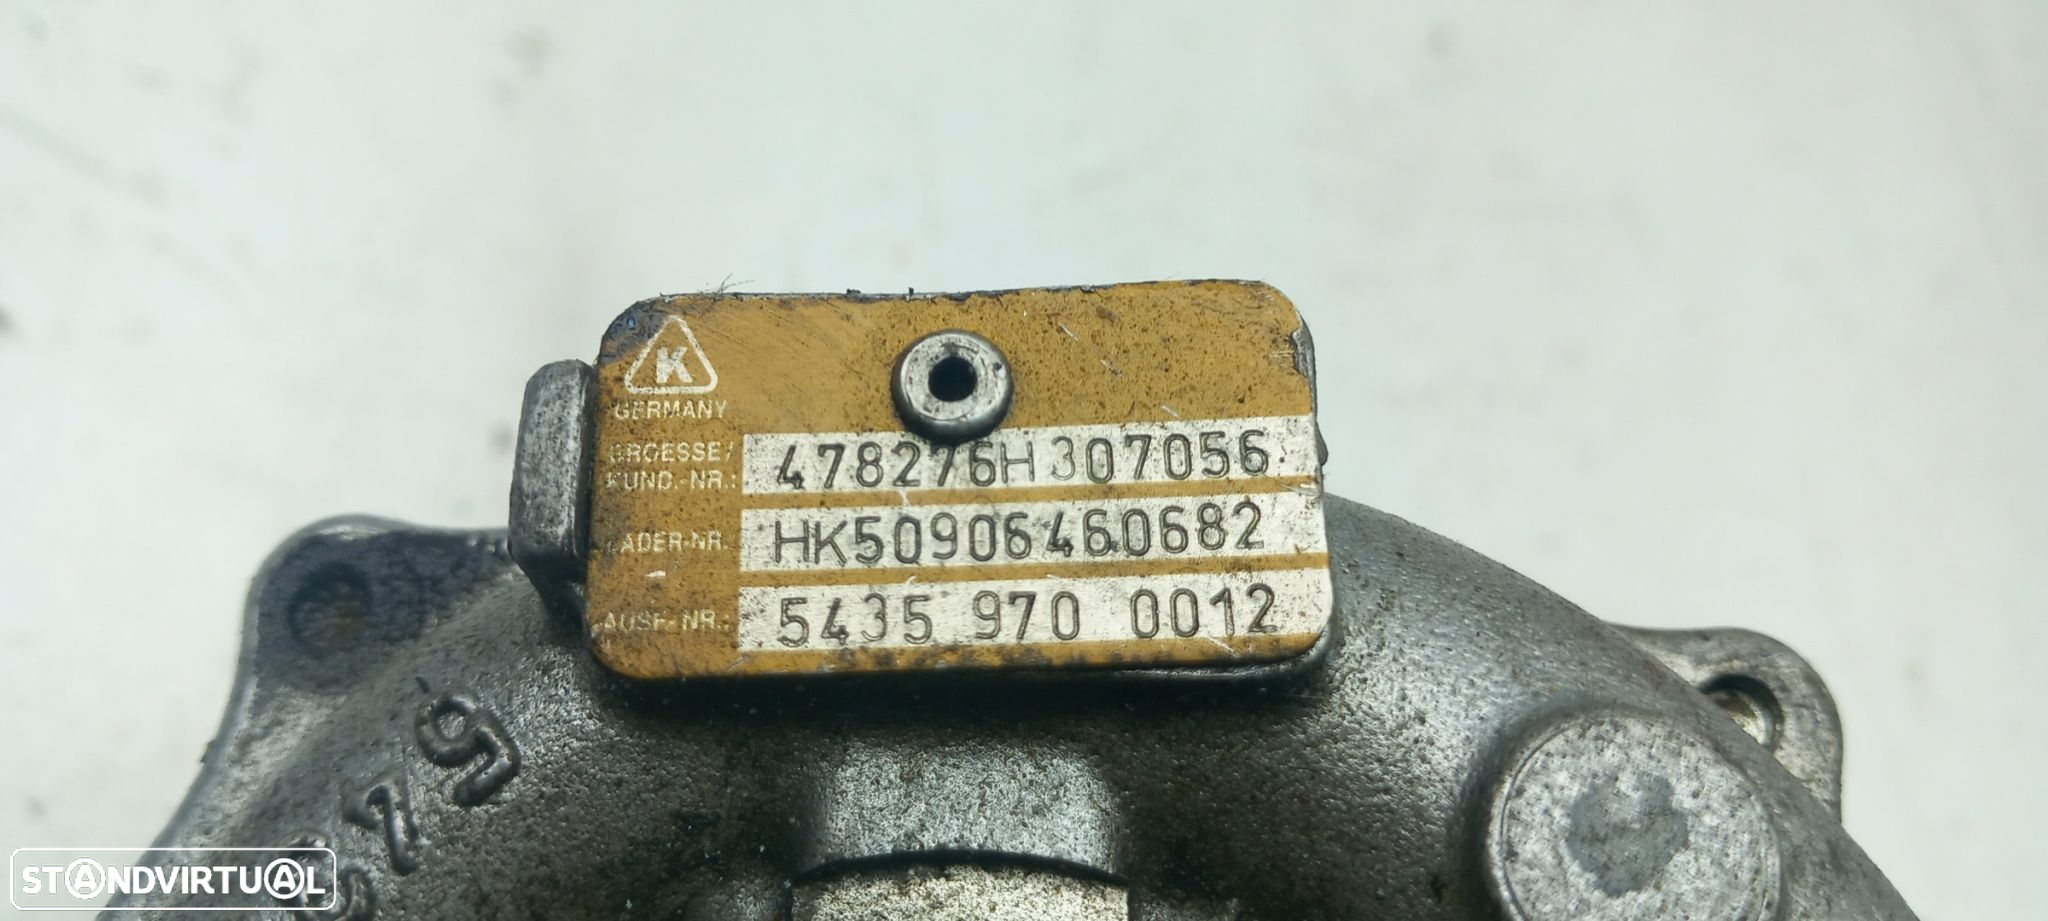 K
GERMANY
GROESSE/ 478276H307056
KUND.-NR.:
LADER-NR. HK50906460682
AUSF.-NR.: 5435 970 0012
STANDVIRTUAL